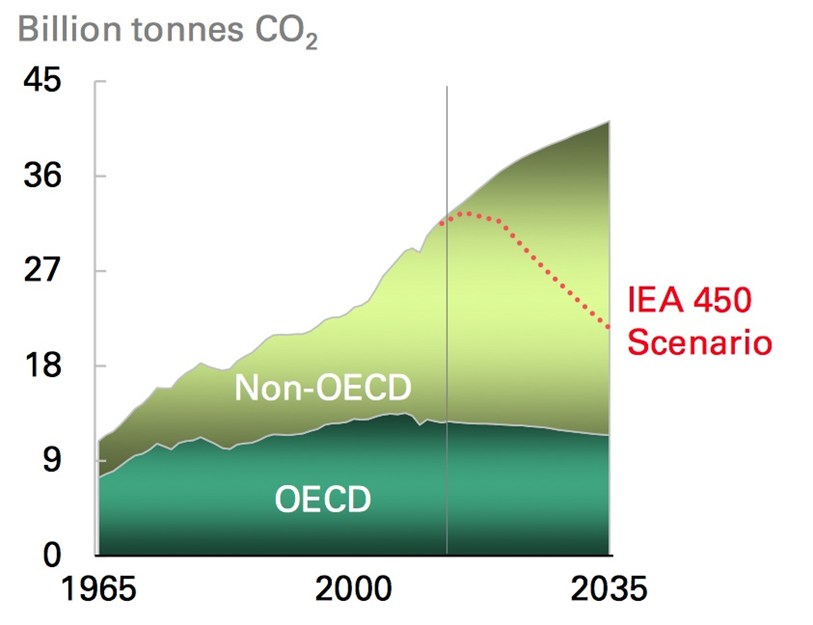 Billion tonnes CO₂
45
36
27
18
9
0
Non-OECD
OECD
IEA 450
Scenario
1965 2000 2035